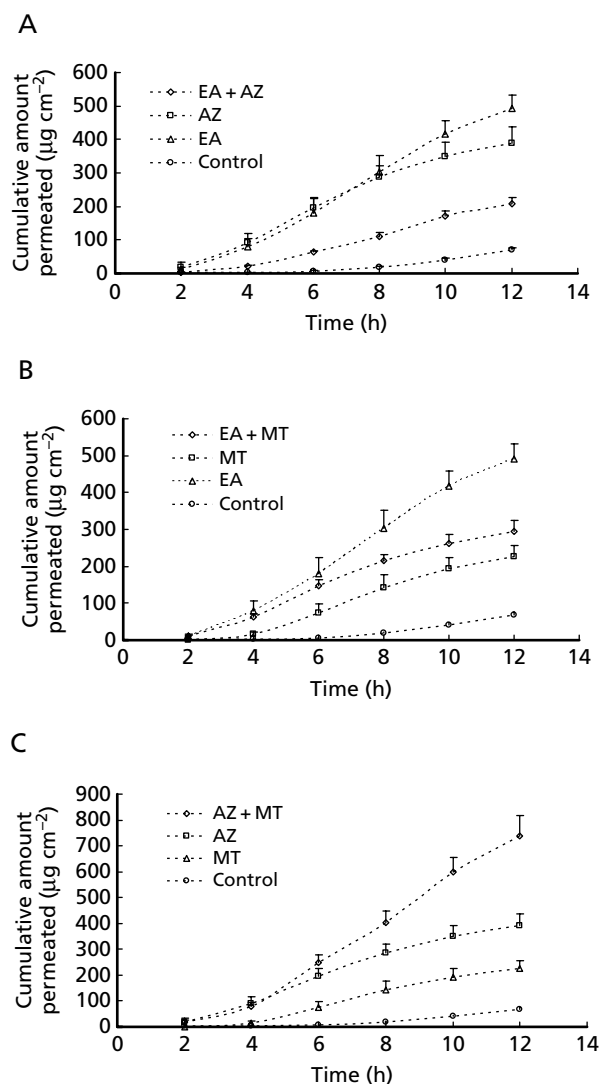 A
Cumulative amount
permeated (µg cm⁻²)
600
500
400
300
200
100
0
EA + AZ
AZ
EA
Control
0 2 4 6 8 10 12 14
Time (h)
B
Cumulative amount
permeated (µg cm⁻²)
600
500
400
300
200
100
0
EA + MT
MT
EA
Control
0 2 4 6 8 10 12 14
Time (h)
C
Cumulative amount
permeated (µg cm⁻²)
900
800
700
600
500
400
300
200
100
0
AZ + MT
AZ
MT
Control
0 2 4 6 8 10 12 14
Time (h)